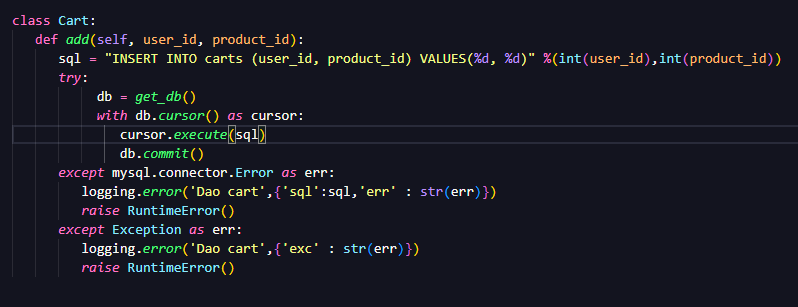 class Cart:
def add(self, user_id, product_id):
sql = "INSERT INTO carts (user_id, product_id) VALUES(%d, %d)" %(int(user_id),int(product_id))
try:
db = get_db()
with db.cursor() as cursor:
cursor.execute(sql)
db.commit()
except mysql.connector.Error as err:
logging.error('Dao cart',{'sql':sql,'err' : str(err)})
raise RuntimeError()
except Exception as err:
logging.error('Dao cart',{'exc' : str(err)})
raise RuntimeError()